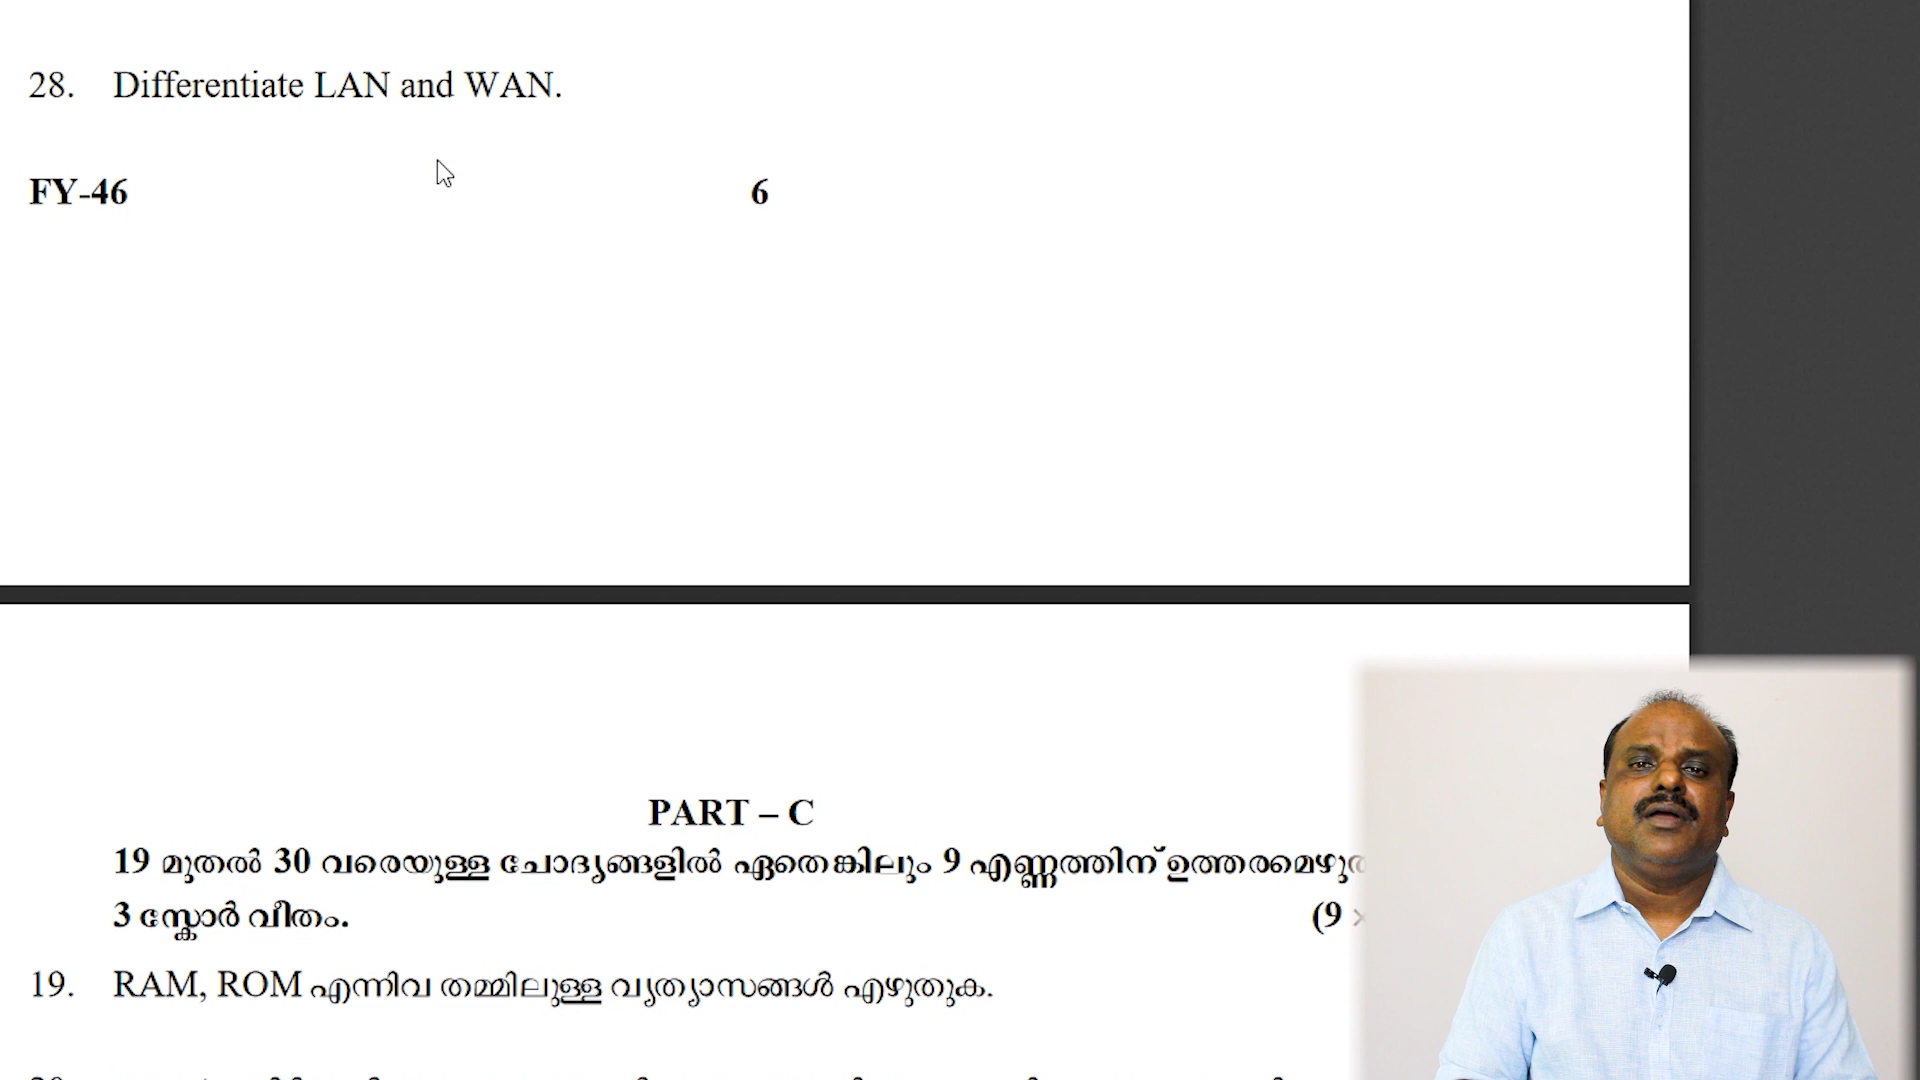 28. Differentiate LAN and WAN.
FY-46 6
PART – C
19 മുതൽ 30 വരെയുള്ള ചോദ്യങ്ങളിൽ ഏതെങ്കിലും 9 എണ്ണത്തിന് ഉത്തരമെഴുത
3 സ്കോർ വീതം. (9 ×
19. RAM, ROM എന്നിവ തമ്മിലുള്ള വ്യത്യാസങ്ങൾ എഴുതുക.